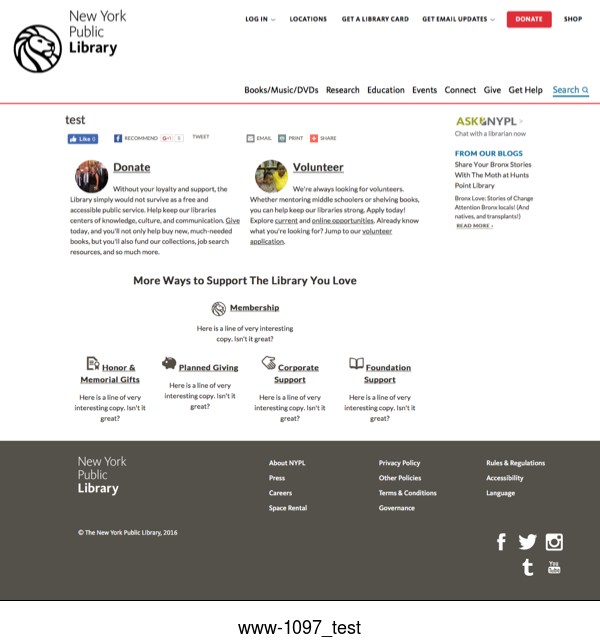 New York
Public
Library
LOG IN
LOCATIONS
GET A LIBRARY CARD
GET EMAIL UPDATES
DONATE
SHOP
Books/Music/DVDs Research Education Events Connect Give Get Help Search
test
Like 0
RECOMMEND
G+1 0
TWEET
EMAIL
PRINT
SHARE
Donate
Without your loyalty and support, the
Library simply would not survive as a free and
accessible public service. Help keep our libraries
centers of knowledge, culture, and communication. Give
today, and you'll not only help buy new, much-needed
books, but you'll also fund our collections, job search
resources, and so much more.
Volunteer
We're always looking for volunteers.
Whether mentoring middle schoolers or shelving books,
you can help keep our libraries strong. Apply today!
Explore current and online opportunities. Already know
what you're looking for? Jump to our volunteer
application.
ASK NYPL >
Chat with a librarian now
FROM OUR BLOGS
Share Your Bronx Stories
With The Moth at Hunts
Point Library
Bronx Love: Stories of Change
Attention Bronx locals! (And
natives, and transplants!)
READ MORE ›
More Ways to Support The Library You Love
Membership
Here is a line of very interesting
copy. Isn't it great?
Honor &
Memorial Gifts
Here is a line of very
interesting copy. Isn't it
great?
Planned Giving
Here is a line of very
interesting copy. Isn't it
great?
Corporate
Support
Here is a line of very
interesting copy. Isn't it
great?
Foundation
Support
Here is a line of very
interesting copy. Isn't it
great?
New York
Public
Library
About NYPL
Press
Careers
Space Rental
Privacy Policy
Other Policies
Terms & Conditions
Governance
Rules & Regulations
Accessibility
Language
© The New York Public Library, 2016
You
Tube
www-1097_test